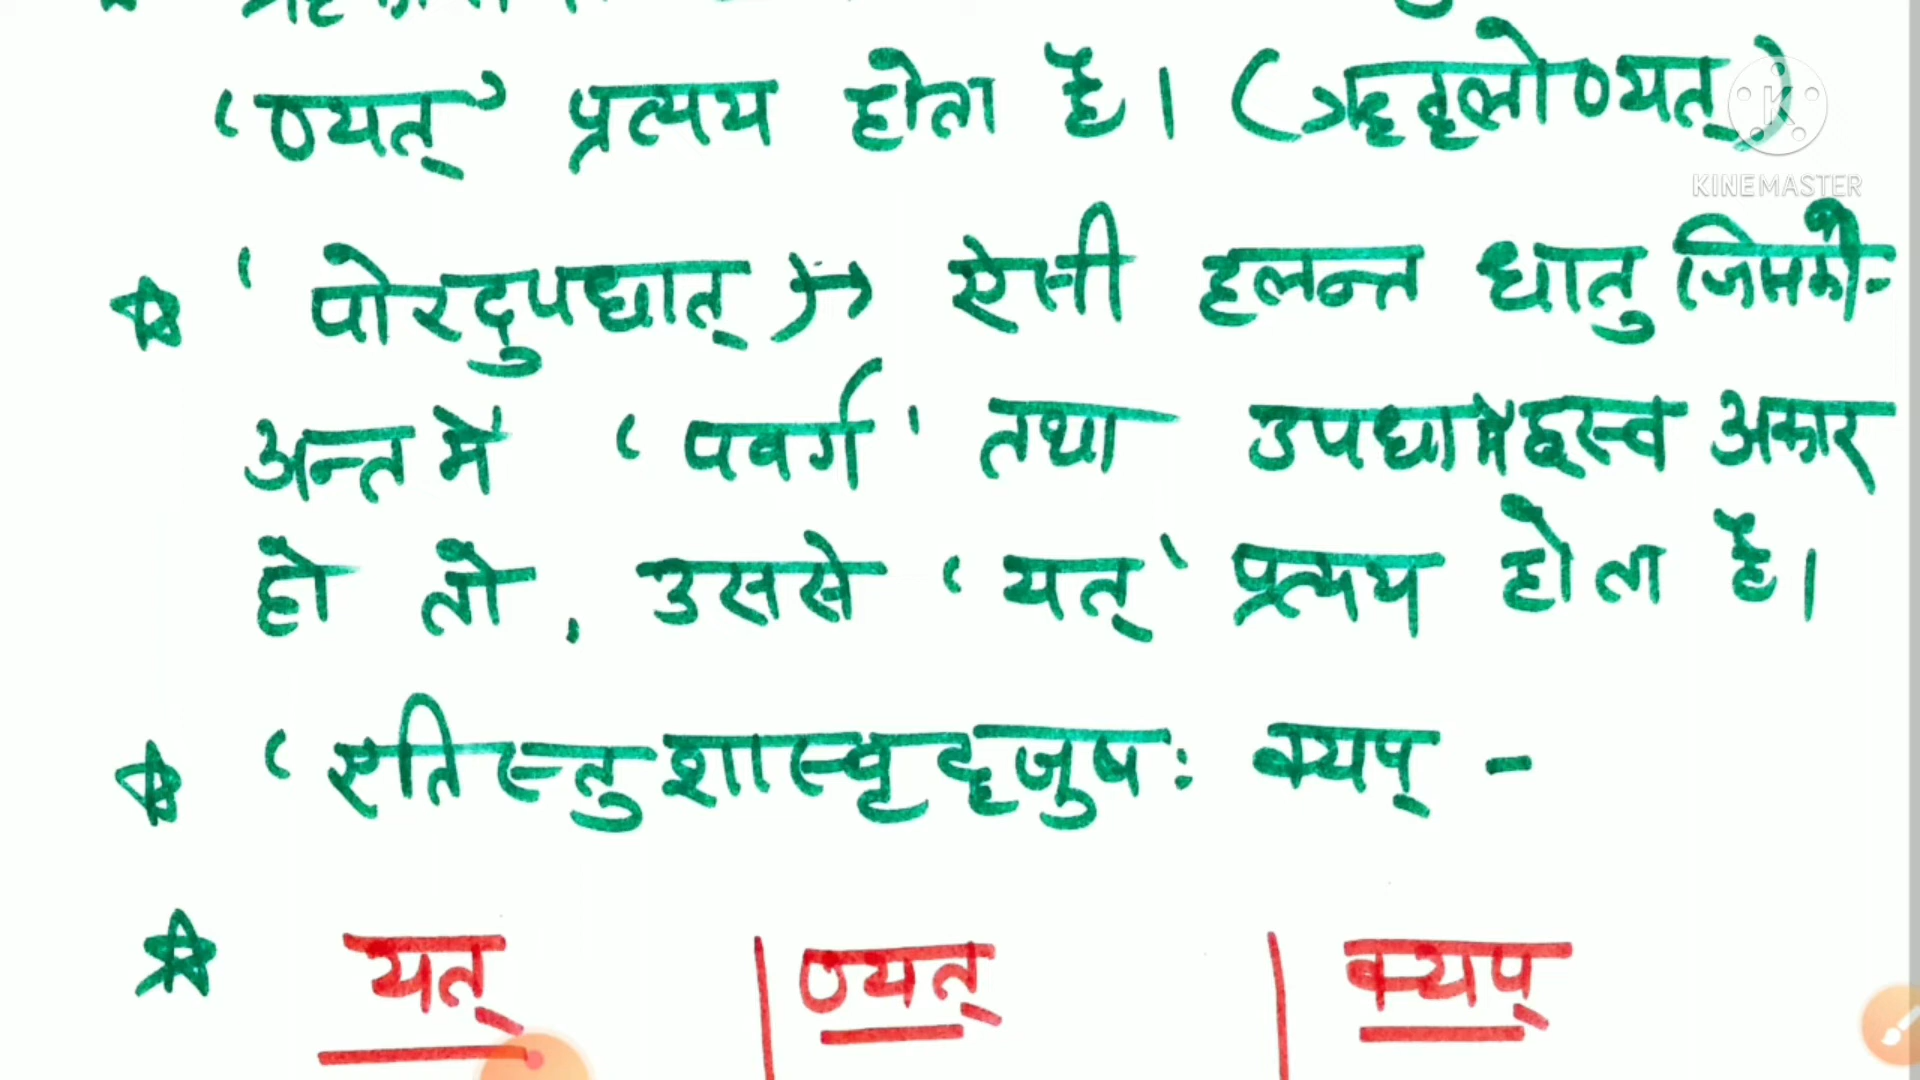 'ण्यत्' प्रत्यय होता है। (ऋहलोण्यत्)
KINEMASTER
☆ 'पोरदुपधात् )→ ऐसी हलन्त धातु जिसके-
अन्त में 'पवर्ग' तथा उपधा में ह्रस्व अकार
हो तो, उससे 'यत्' प्रत्यय होता है।
☆ 'एतिस्तुशास्वृदृजुषः क्यप् -
☆ यत् | ण्यत् | क्यप्